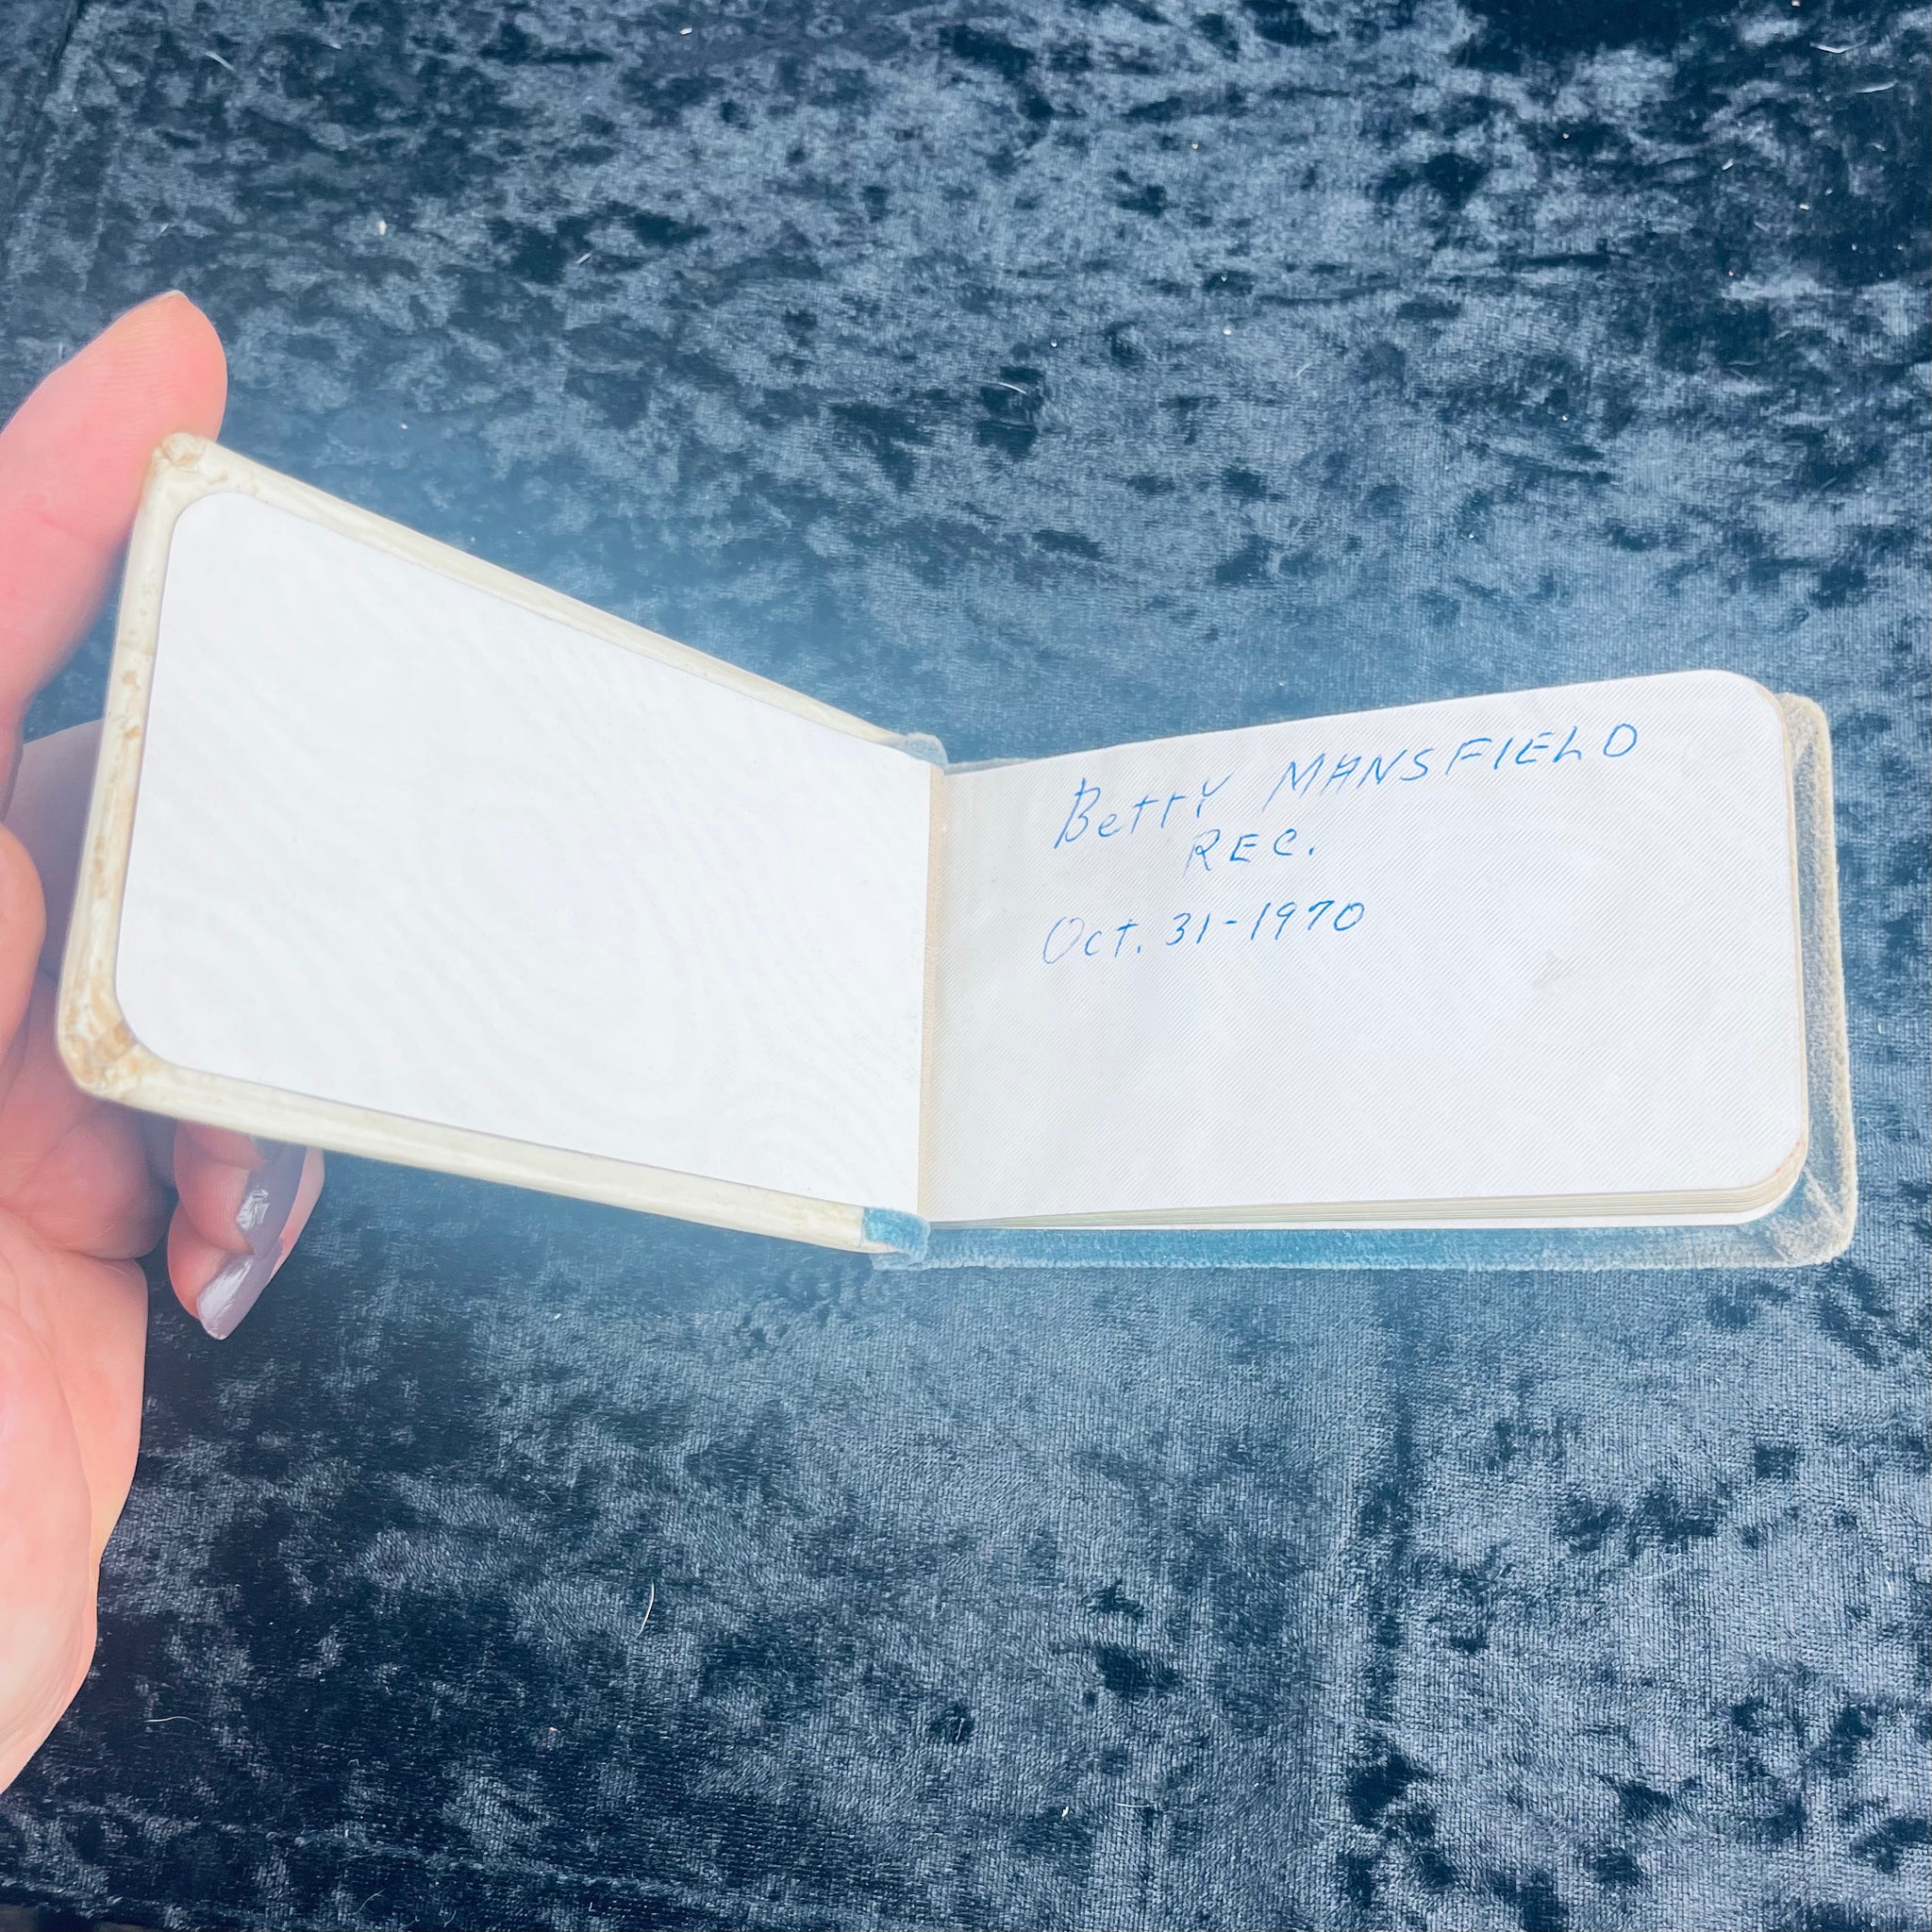 Betty MANSFIELD
REC.
Oct. 31-1970